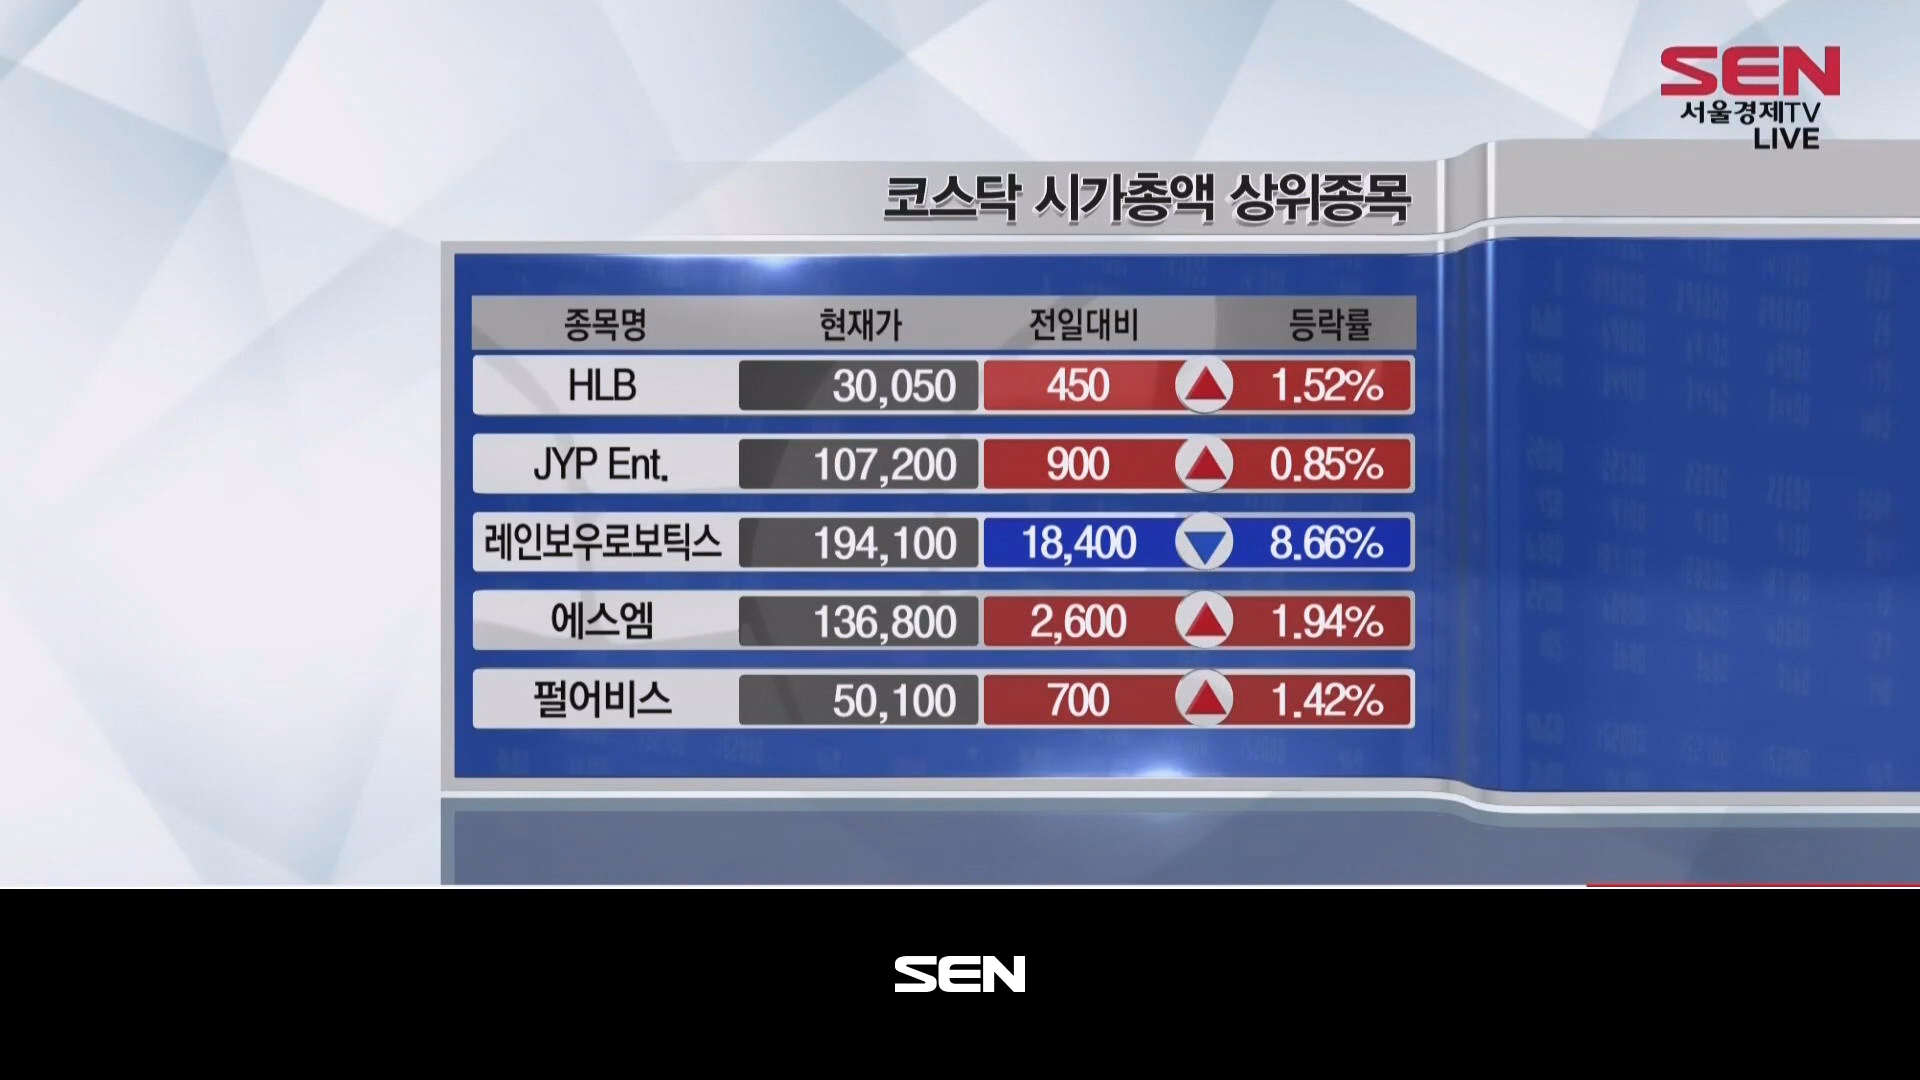 SEN
서울경제TV
LIVE
코스닥 시가총액 상위종목
종목명 현재가 전일대비 등락률
HLB 30,050 450 ▲ 1.52%
JYP Ent. 107,200 900 ▲ 0.85%
레인보우로보틱스 194,100 18,400 ▼ 8.66%
에스엠 136,800 2,600 ▲ 1.94%
펄어비스 50,100 700 ▲ 1.42%
SEN